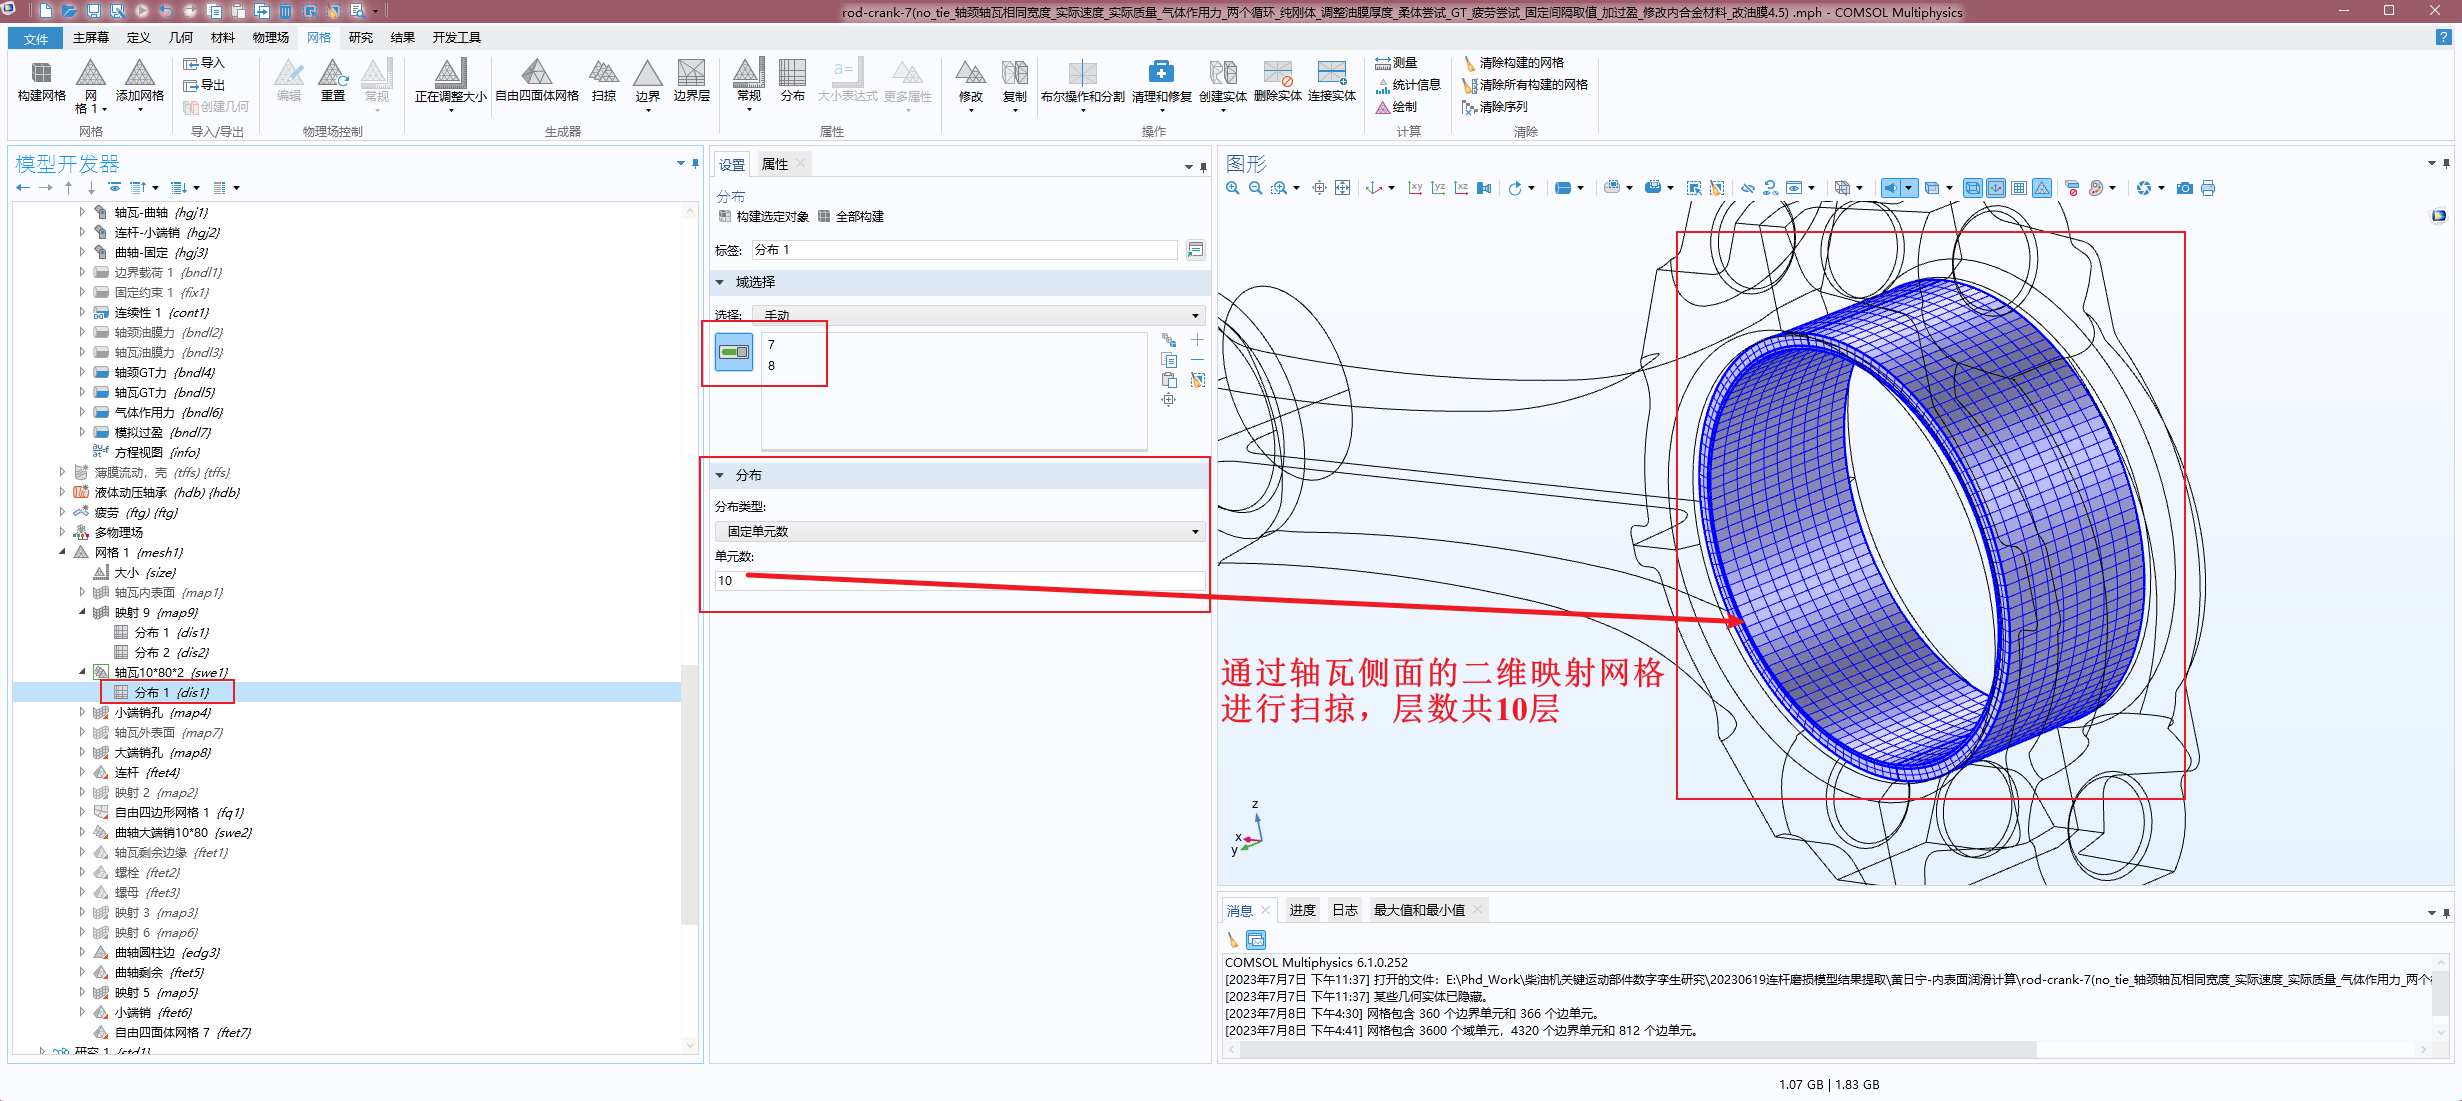 rod-crank-7(no_tie_轴颈轴瓦相同宽度_实际速度_实际质量_气体作用力_两个循环_纯刚体_调整油膜厚度_柔体尝试_GT_疲劳尝试_固定间隔取值_加过盈_修改内合金材料_改油膜4.5) .mph - COMSOL Multiphysics
文件 主屏幕 定义 几何 材料 物理场 网格 研究 结果 开发工具
构建网格 网格 1 添加网格
网格
导入
导出
创建几何
导入/导出
编辑 重置 常规
物理场控制
正在调整大小 自由四面体网格 扫掠 边界 边界层
生成器
常规 分布 大小表达式 更多属性
属性
修改 复制 布尔操作和分割 清理和修复 创建实体 删除实体 连接实体
操作
测量
统计信息
绘制
计算
清除构建的网格
清除所有构建的网格
清除序列
清除
模型开发器
轴瓦-曲轴 (hgj1)
连杆-小端销 (hgj2)
曲轴-固定 (hgj3)
边界载荷 1 (bndl1)
固定约束 1 (fix1)
连续性 1 (cont1)
轴颈油膜力 (bndl2)
轴瓦油膜力 (bndl3)
轴颈GT力 (bndl4)
轴瓦GT力 (bndl5)
气体作用力 (bndl6)
模拟过盈 (bndl7)
方程视图 (info)
薄膜流动，壳 (tffs) {tffs}
液体动压轴承 (hdb) {hdb}
疲劳 (ftg) {ftg}
多物理场
网格 1 {mesh1}
大小 {size}
轴瓦内表面 {map1}
映射 9 {map9}
分布 1 {dis1}
分布 2 {dis2}
轴瓦10*80*2 {swe1}
分布 1 {dis1}
小端销孔 {map4}
轴瓦外表面 {map7}
大端销孔 {map8}
连杆 {ftet4}
映射 2 {map2}
自由四边形网格 1 {fq1}
曲轴大端销10*80 {swe2}
轴瓦剩余边缘 {ftet1}
螺栓 {ftet2}
螺母 {ftet3}
映射 3 {map3}
映射 6 {map6}
曲轴圆柱边 {edg3}
曲轴剩余 {ftet5}
映射 5 {map5}
小端销 {ftet6}
自由四面体网格 7 {ftet7}
研究 1 {std1}
设置 属性
分布
构建选定对象 全部构建
标签: 分布 1
域选择
选择: 手动
7
8
分布
分布类型:
固定单元数
单元数:
10
图形
通过轴瓦侧面的二维映射网格
进行扫掠，层数共10层
z
x
y
消息 进度 日志 最大值和最小值
COMSOL Multiphysics 6.1.0.252
[2023年7月7日 下午11:37] 打开的文件：E:\Phd_Work\柴油机关键运动部件数字孪生研究\20230619连杆磨损模型结果提取\黄日宁-内表面润滑计算\rod-crank-7(no_tie_轴颈轴瓦相同宽度_实际速度_实际质量_气体作用力_两个
[2023年7月7日 下午11:37] 某些几何实体已隐藏。
[2023年7月8日 下午4:30] 网格包含 360 个边界单元和 366 个边单元。
[2023年7月8日 下午4:41] 网格包含 3600 个域单元，4320 个边界单元和 812 个边单元。
1.07 GB | 1.83 GB